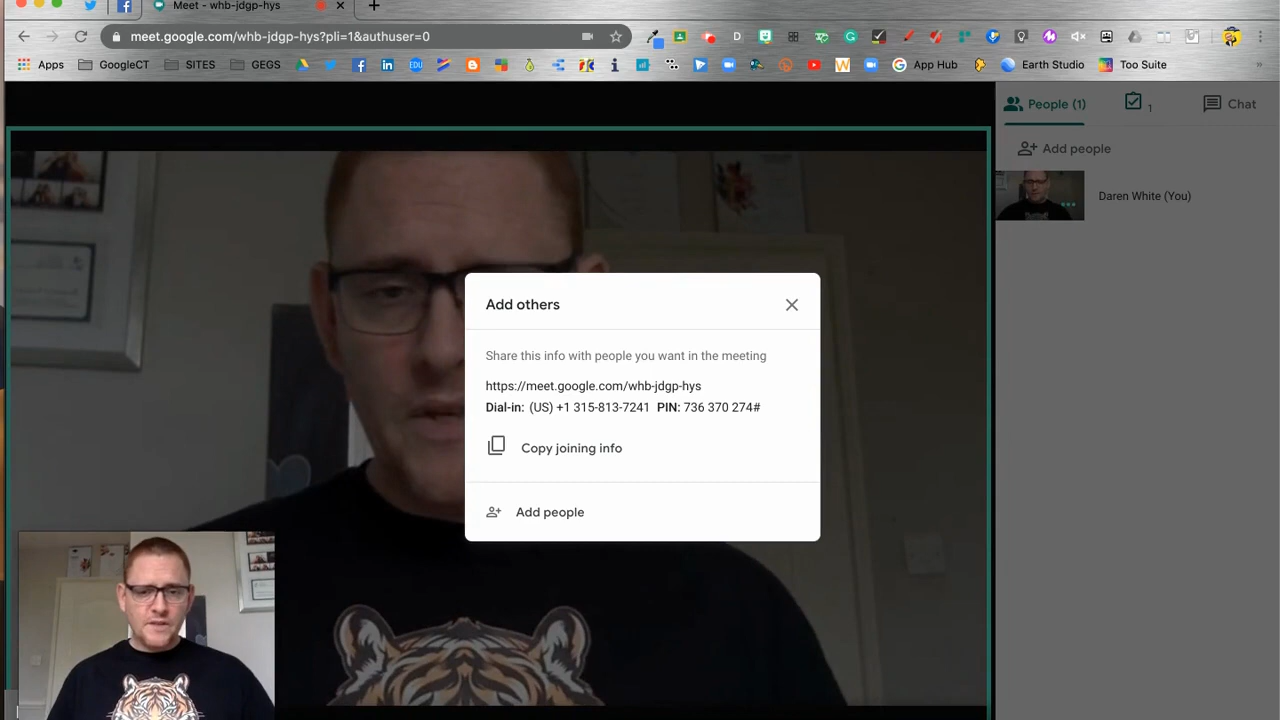 Meet - whb-jdgp-hys
meet.google.com/whb-jdgp-hys?pli=1&authuser=0
Apps GoogleCT SITES GEGS App Hub Earth Studio Too Suite »
People (1) 1 Chat
Add people
Daren White (You)
Add others
Share this info with people you want in the meeting
https://meet.google.com/whb-jdgp-hys
Dial-in: (US) +1 315-813-7241 PIN: 736 370 274#
Copy joining info
Add people